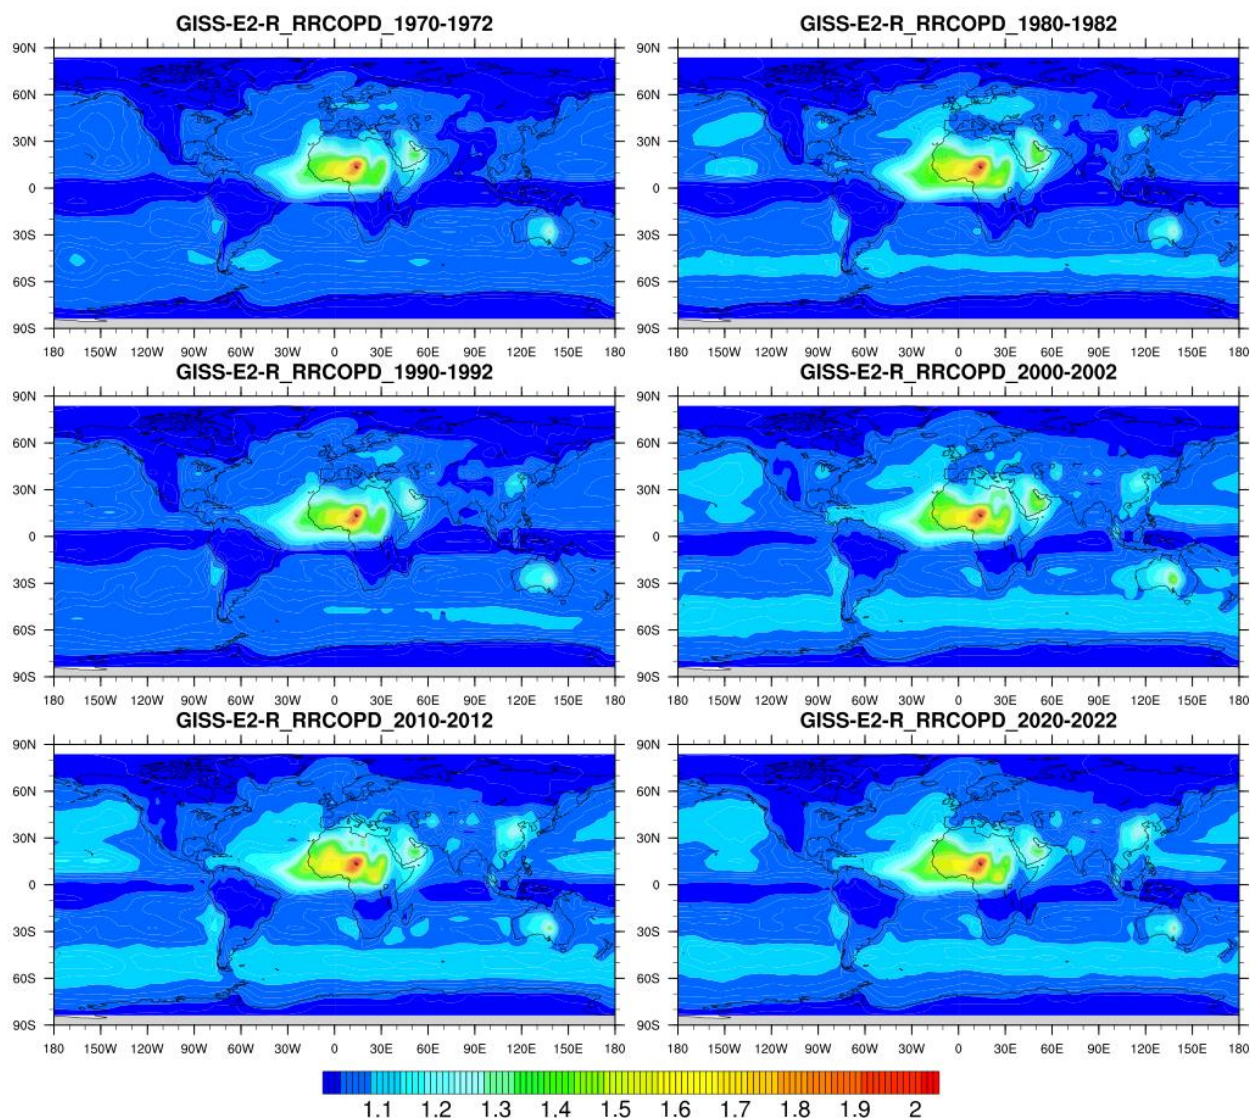 GISS-E2-R_RRCOPD_1970-1972 GISS-E2-R_RRCOPD_1980-1982
90N
60N
30N
0
30S
60S
90S
180 150W 120W 90W 60W 30W 0 30E 60E 90E 120E 150E 180 180 150W 120W 90W 60W 30W 0 30E 60E 90E 120E 150E 180
GISS-E2-R_RRCOPD_1990-1992 GISS-E2-R_RRCOPD_2000-2002
90N
60N
30N
0
30S
60S
90S
180 150W 120W 90W 60W 30W 0 30E 60E 90E 120E 150E 180 180 150W 120W 90W 60W 30W 0 30E 60E 90E 120E 150E 180
GISS-E2-R_RRCOPD_2010-2012 GISS-E2-R_RRCOPD_2020-2022
90N
60N
30N
0
30S
60S
90S
180 150W 120W 90W 60W 30W 0 30E 60E 90E 120E 150E 180 180 150W 120W 90W 60W 30W 0 30E 60E 90E 120E 150E 180
1.1 1.2 1.3 1.4 1.5 1.6 1.7 1.8 1.9 2